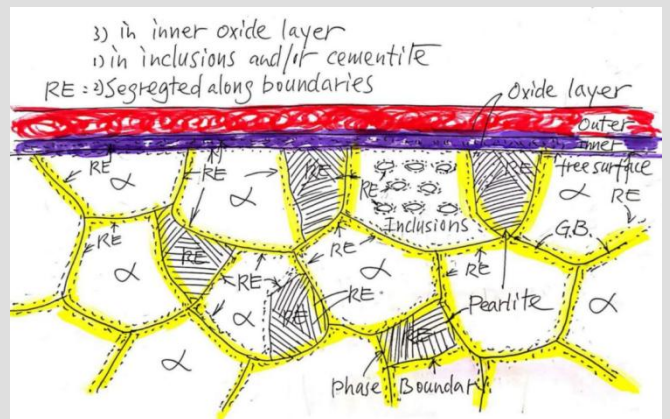 3) in inner oxide layer
1) in inclusions and/or cementite
RE = 2) Segregted along boundaries
Oxide layer
Outer
inner
free surface
RE
RE
RE
RE
RE
RE
α
α
α
Inclusions
G.B.
RE
RE
RE
RE
RE
α
α
α
α
RE
RE
Pearlite
α
RE
Phase Boundary